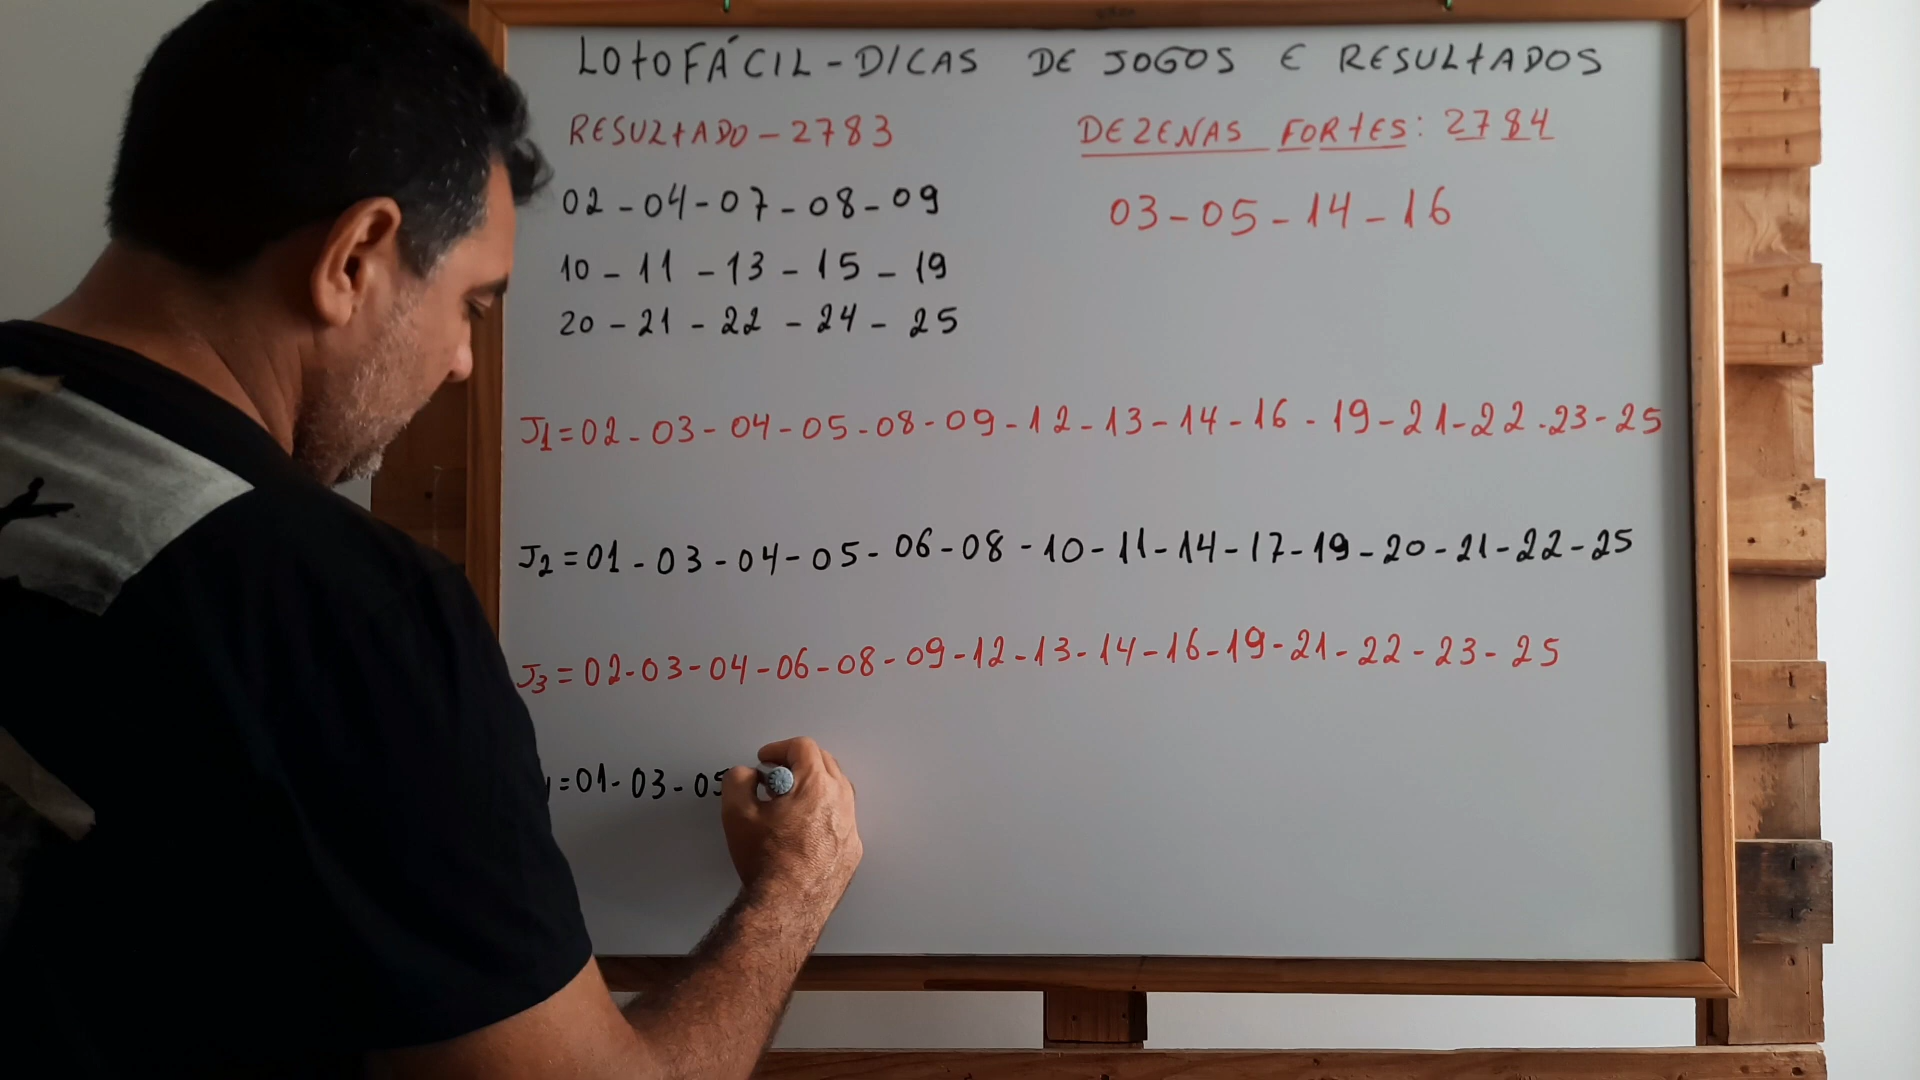 LOtOFÁCIL - DICAS DE JOGOS E RESULtADOS
RESULtADO - 2783
02 - 04 - 07 - 08 - 09
10 - 11 - 13 - 15 - 19
20 - 21 - 22 - 24 - 25
DEZENAS FORtES: 2784
03 - 05 - 14 - 16
J1 = 02 - 03 - 04 - 05 - 08 - 09 - 12 - 13 - 14 - 16 - 19 - 21 - 22 - 23 - 25
J2 = 01 - 03 - 04 - 05 - 06 - 08 - 10 - 11 - 14 - 17 - 19 - 20 - 21 - 22 - 25
J3 = 02 - 03 - 04 - 06 - 08 - 09 - 12 - 13 - 14 - 16 - 19 - 21 - 22 - 23 - 25
= 01 - 03 - 05